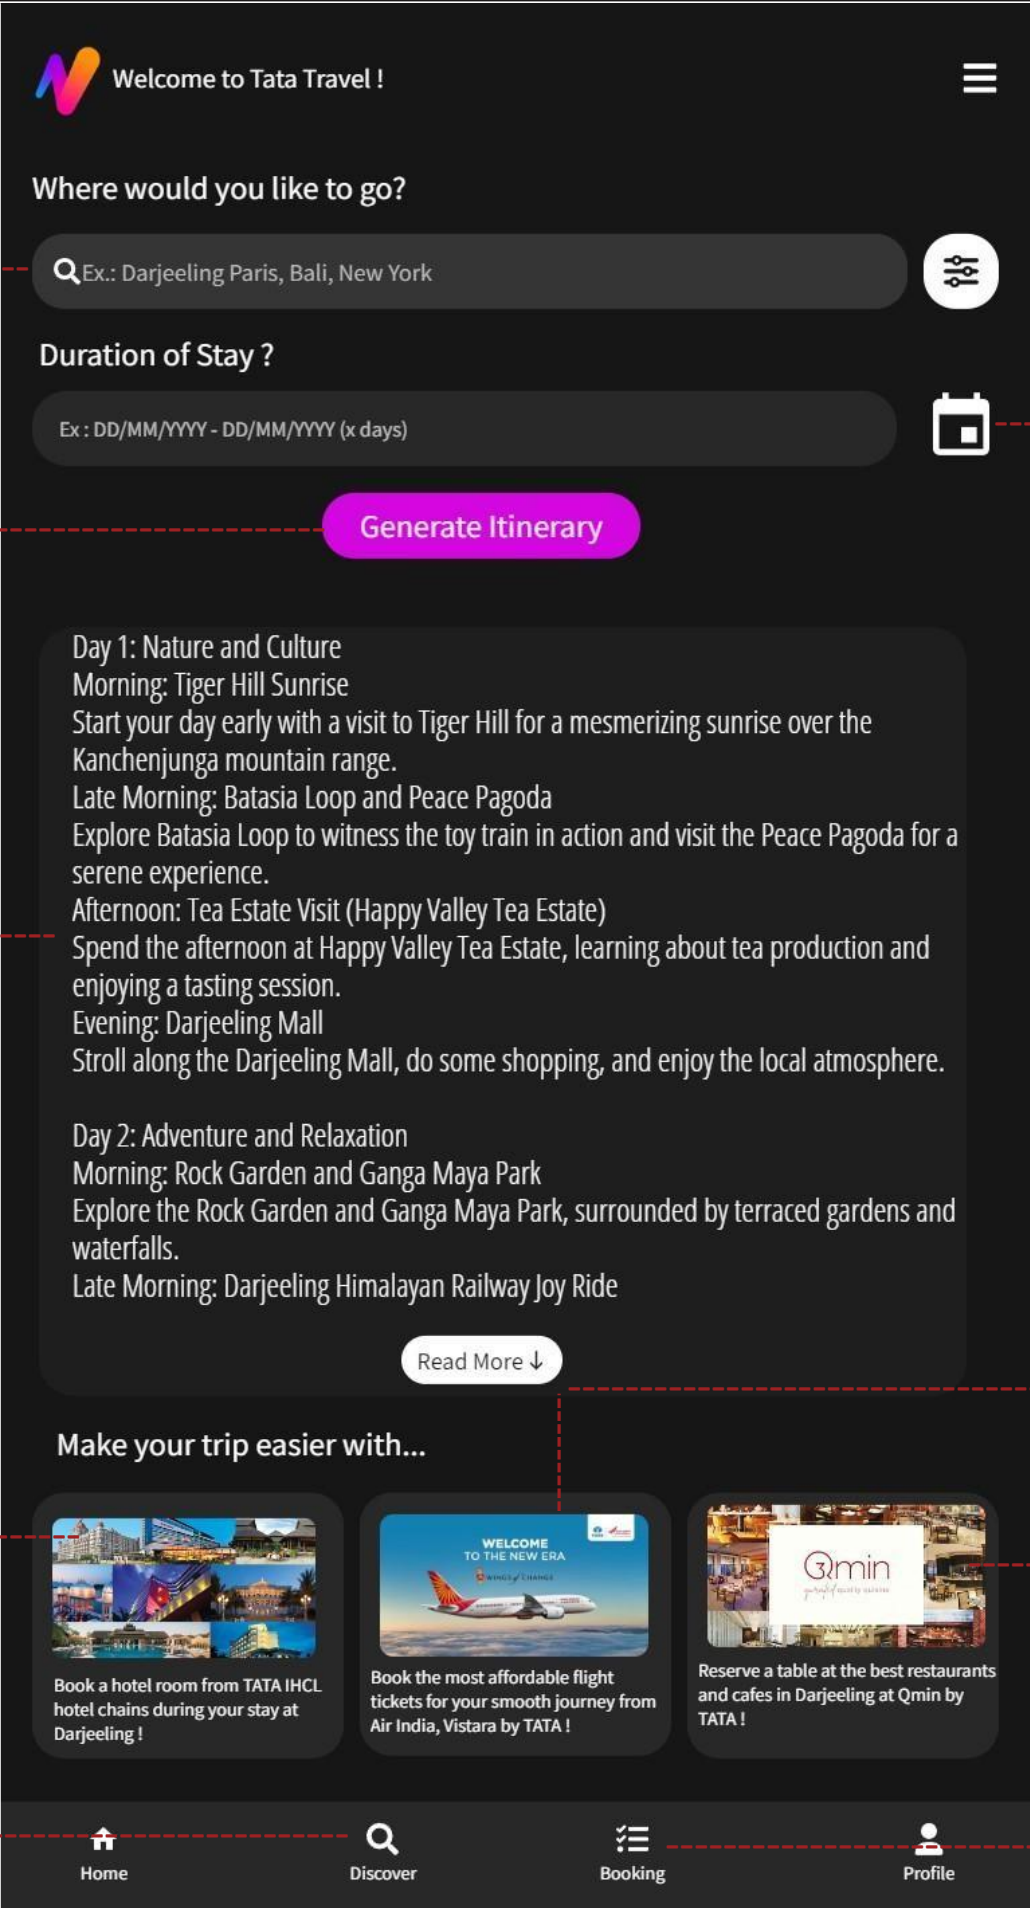 Welcome to Tata Travel !
Where would you like to go?
Ex.: Darjeeling Paris, Bali, New York
Duration of Stay ?
Ex : DD/MM/YYYY - DD/MM/YYYY (x days)
Generate Itinerary
Day 1: Nature and Culture
Morning: Tiger Hill Sunrise
Start your day early with a visit to Tiger Hill for a mesmerizing sunrise over the
Kanchenjunga mountain range.
Late Morning: Batasia Loop and Peace Pagoda
Explore Batasia Loop to witness the toy train in action and visit the Peace Pagoda for a
serene experience.
Afternoon: Tea Estate Visit (Happy Valley Tea Estate)
Spend the afternoon at Happy Valley Tea Estate, learning about tea production and
enjoying a tasting session.
Evening: Darjeeling Mall
Stroll along the Darjeeling Mall, do some shopping, and enjoy the local atmosphere.
Day 2: Adventure and Relaxation
Morning: Rock Garden and Ganga Maya Park
Explore the Rock Garden and Ganga Maya Park, surrounded by terraced gardens and
waterfalls.
Late Morning: Darjeeling Himalayan Railway Joy Ride
Read More ↓
Make your trip easier with...
Book a hotel room from TATA IHCL
hotel chains during your stay at
Darjeeling !
WELCOME
TO THE NEW ERA
WINGS of CHANGE
Book the most affordable flight
tickets for your smooth journey from
Air India, Vistara by TATA !
Qmin
Reserve a table at the best restaurants
and cafes in Darjeeling at Qmin by
TATA !
Home
Discover
Booking
Profile